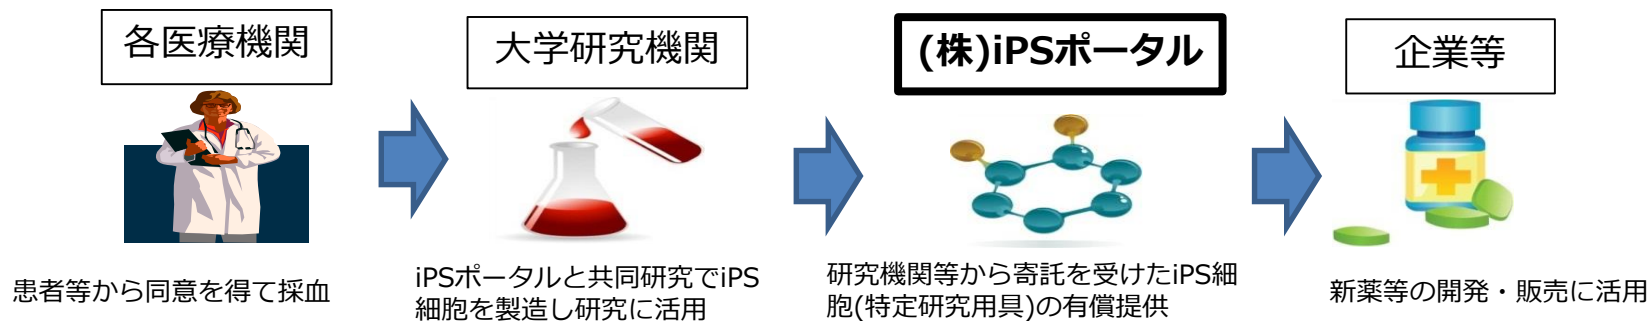 各医療機関
大学研究機関
(株)iPSポータル
企業等
患者等から同意を得て採血
iPSポータルと共同研究でiPS
細胞を製造し研究に活用
研究機関等から寄託を受けたiPS細
胞(特定研究用具)の有償提供
新薬等の開発・販売に活用